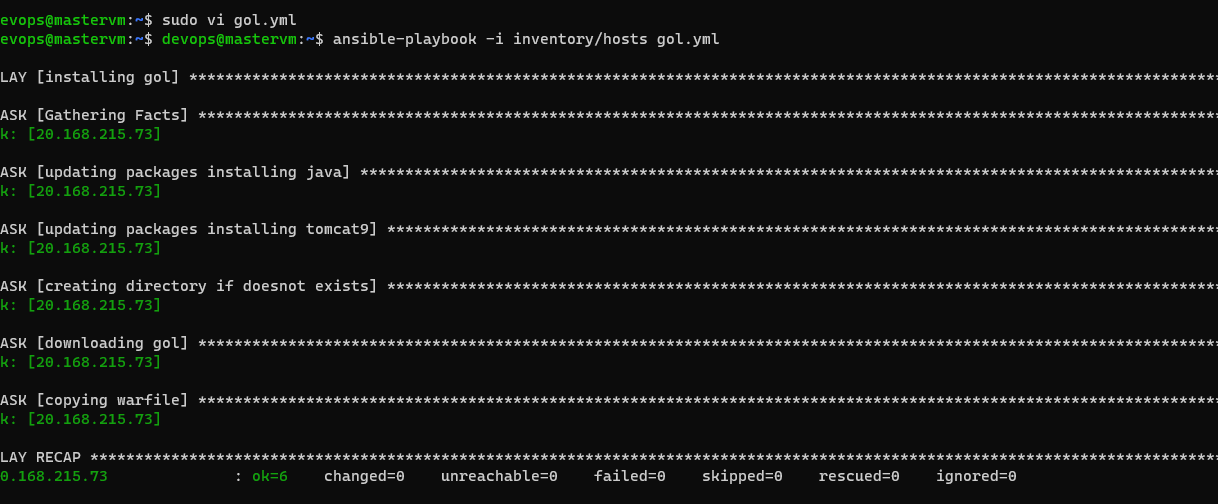 evops@mastervm:~$ sudo vi gol.yml
evops@mastervm:~$ devops@mastervm:~$ ansible-playbook -i inventory/hosts gol.yml
LAY [installing gol] ******************************************************************************************************************
ASK [Gathering Facts] *****************************************************************************************************************
k: [20.168.215.73]
ASK [updating packages installing java] ***********************************************************************************************
k: [20.168.215.73]
ASK [updating packages installing tomcat9] ********************************************************************************************
k: [20.168.215.73]
ASK [creating directory if doesnot exists] ********************************************************************************************
k: [20.168.215.73]
ASK [downloading gol] *****************************************************************************************************************
k: [20.168.215.73]
ASK [copying warfile] *****************************************************************************************************************
k: [20.168.215.73]
LAY RECAP *****************************************************************************************************************************
0.168.215.73              : ok=6    changed=0    unreachable=0    failed=0    skipped=0    rescued=0    ignored=0